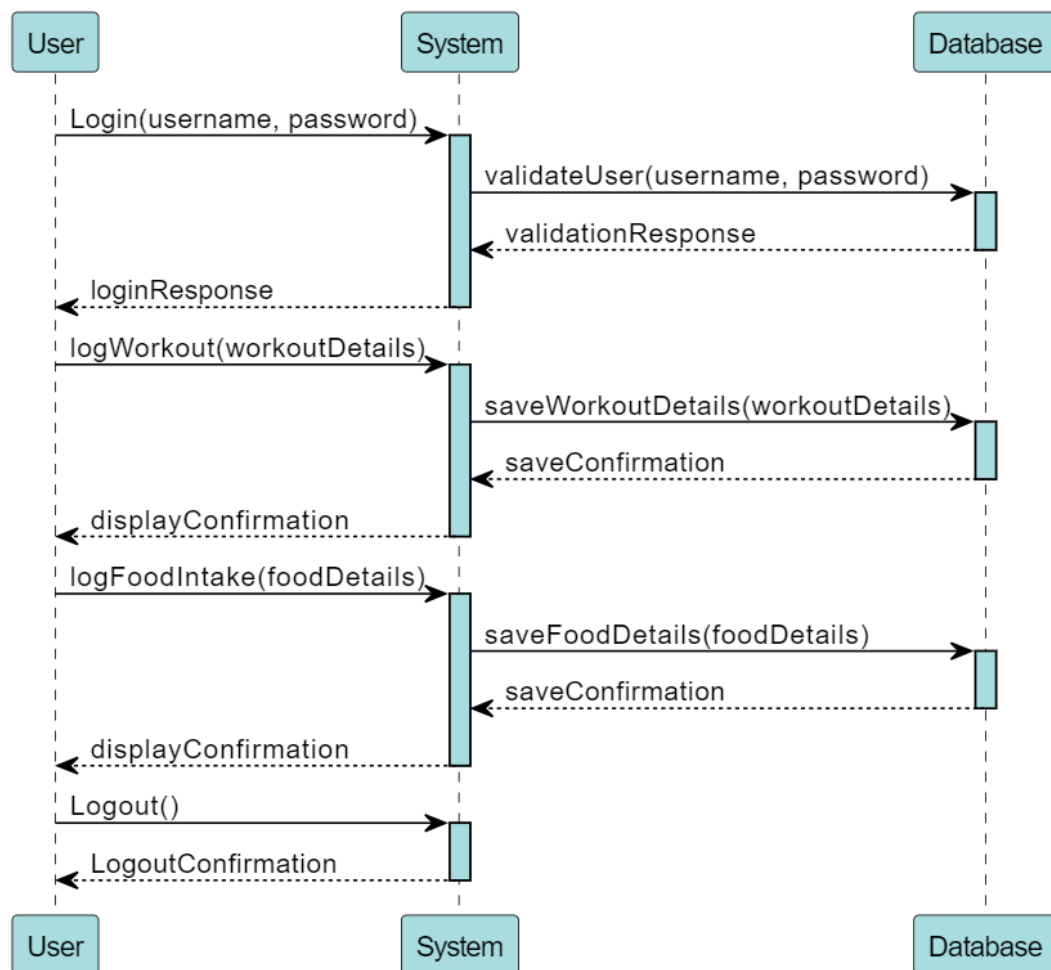 User System Database
Login(username, password)
validateUser(username, password)
validationResponse
loginResponse
logWorkout(workoutDetails)
saveWorkoutDetails(workoutDetails)
saveConfirmation
displayConfirmation
logFoodIntake(foodDetails)
saveFoodDetails(foodDetails)
saveConfirmation
displayConfirmation
Logout()
LogoutConfirmation
User System Database